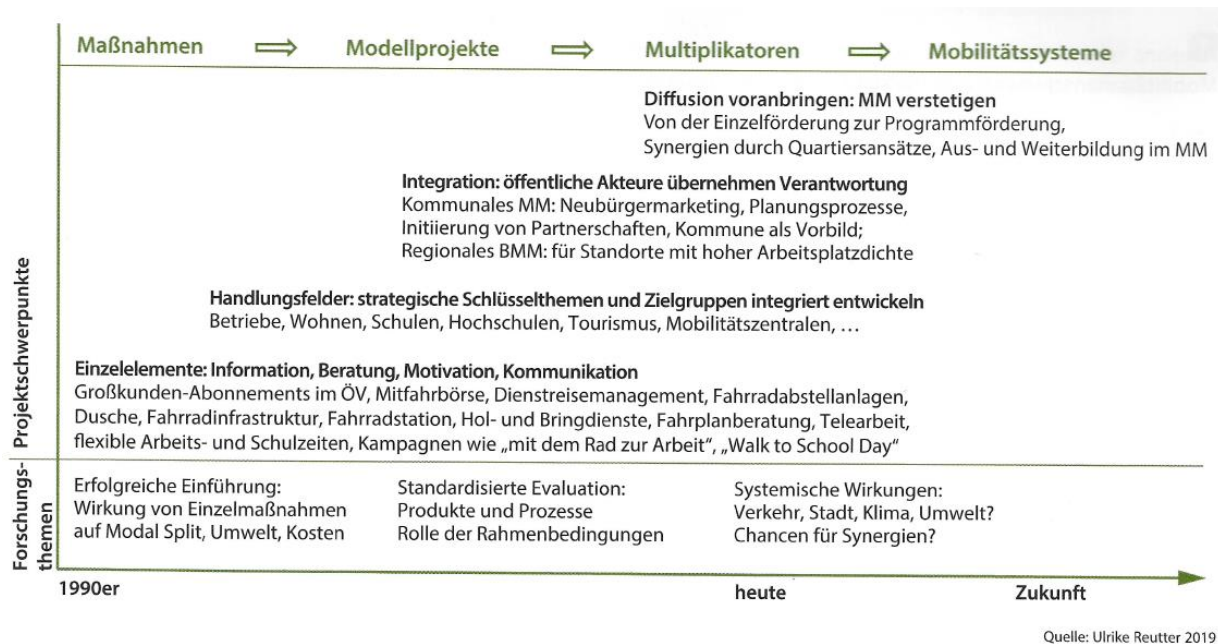 Maßnahmen ⇒ Modellprojekte ⇒ Multiplikatoren ⇒ Mobilitätssysteme
Diffusion voranbringen: MM verstetigen
Von der Einzelförderung zur Programmförderung,
Synergien durch Quartiersansätze, Aus- und Weiterbildung im MM
Integration: öffentliche Akteure übernehmen Verantwortung
Kommunales MM: Neubürgermarketing, Planungsprozesse,
Initiierung von Partnerschaften, Kommune als Vorbild;
Regionales BMM: für Standorte mit hoher Arbeitsplatzdichte
Handlungsfelder: strategische Schlüsselthemen und Zielgruppen integriert entwickeln
Betriebe, Wohnen, Schulen, Hochschulen, Tourismus, Mobilitätszentralen, …
Projektschwerpunkte
Einzelelemente: Information, Beratung, Motivation, Kommunikation
Großkunden-Abonnements im ÖV, Mitfahrbörse, Dienstreisemanagement, Fahrradabstellanlagen,
Dusche, Fahrradinfrastruktur, Fahrradstation, Hol- und Bringdienste, Fahrplanberatung, Telearbeit,
flexible Arbeits- und Schulzeiten, Kampagnen wie „mit dem Rad zur Arbeit“, „Walk to School Day“
Forschungs-
themen
Erfolgreiche Einführung:
Wirkung von Einzelmaßnahmen
auf Modal Split, Umwelt, Kosten
Standardisierte Evaluation:
Produkte und Prozesse
Rolle der Rahmenbedingungen
Systemische Wirkungen:
Verkehr, Stadt, Klima, Umwelt?
Chancen für Synergien?
1990er heute Zukunft
Quelle: Ulrike Reutter 2019